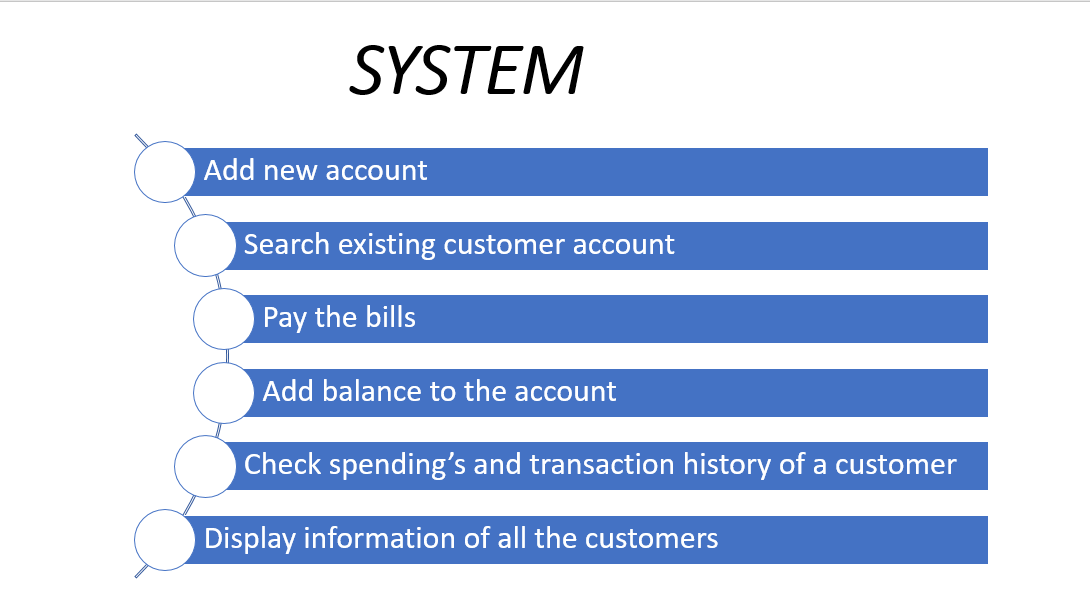 SYSTEM
Add new account
Search existing customer account
Pay the bills
Add balance to the account
Check spending’s and transaction history of a customer
Display information of all the customers